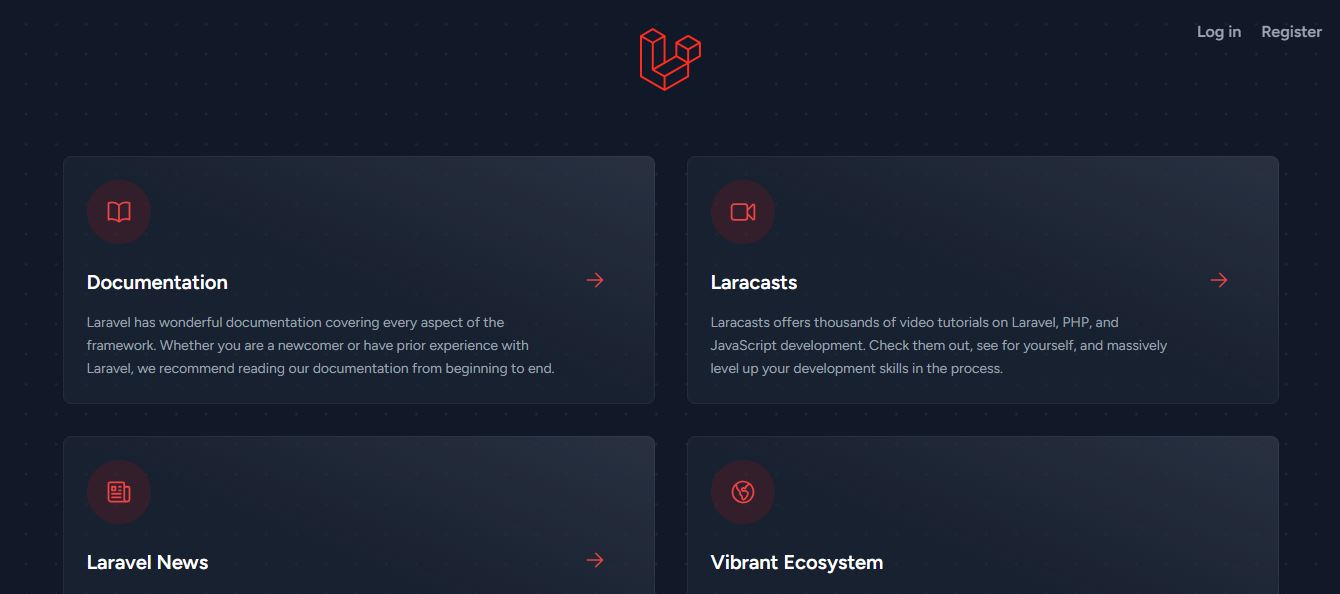 Log in Register
Documentation
Laravel has wonderful documentation covering every aspect of the
framework. Whether you are a newcomer or have prior experience with
Laravel, we recommend reading our documentation from beginning to end.
Laracasts
Laracasts offers thousands of video tutorials on Laravel, PHP, and
JavaScript development. Check them out, see for yourself, and massively
level up your development skills in the process.
Laravel News
Vibrant Ecosystem